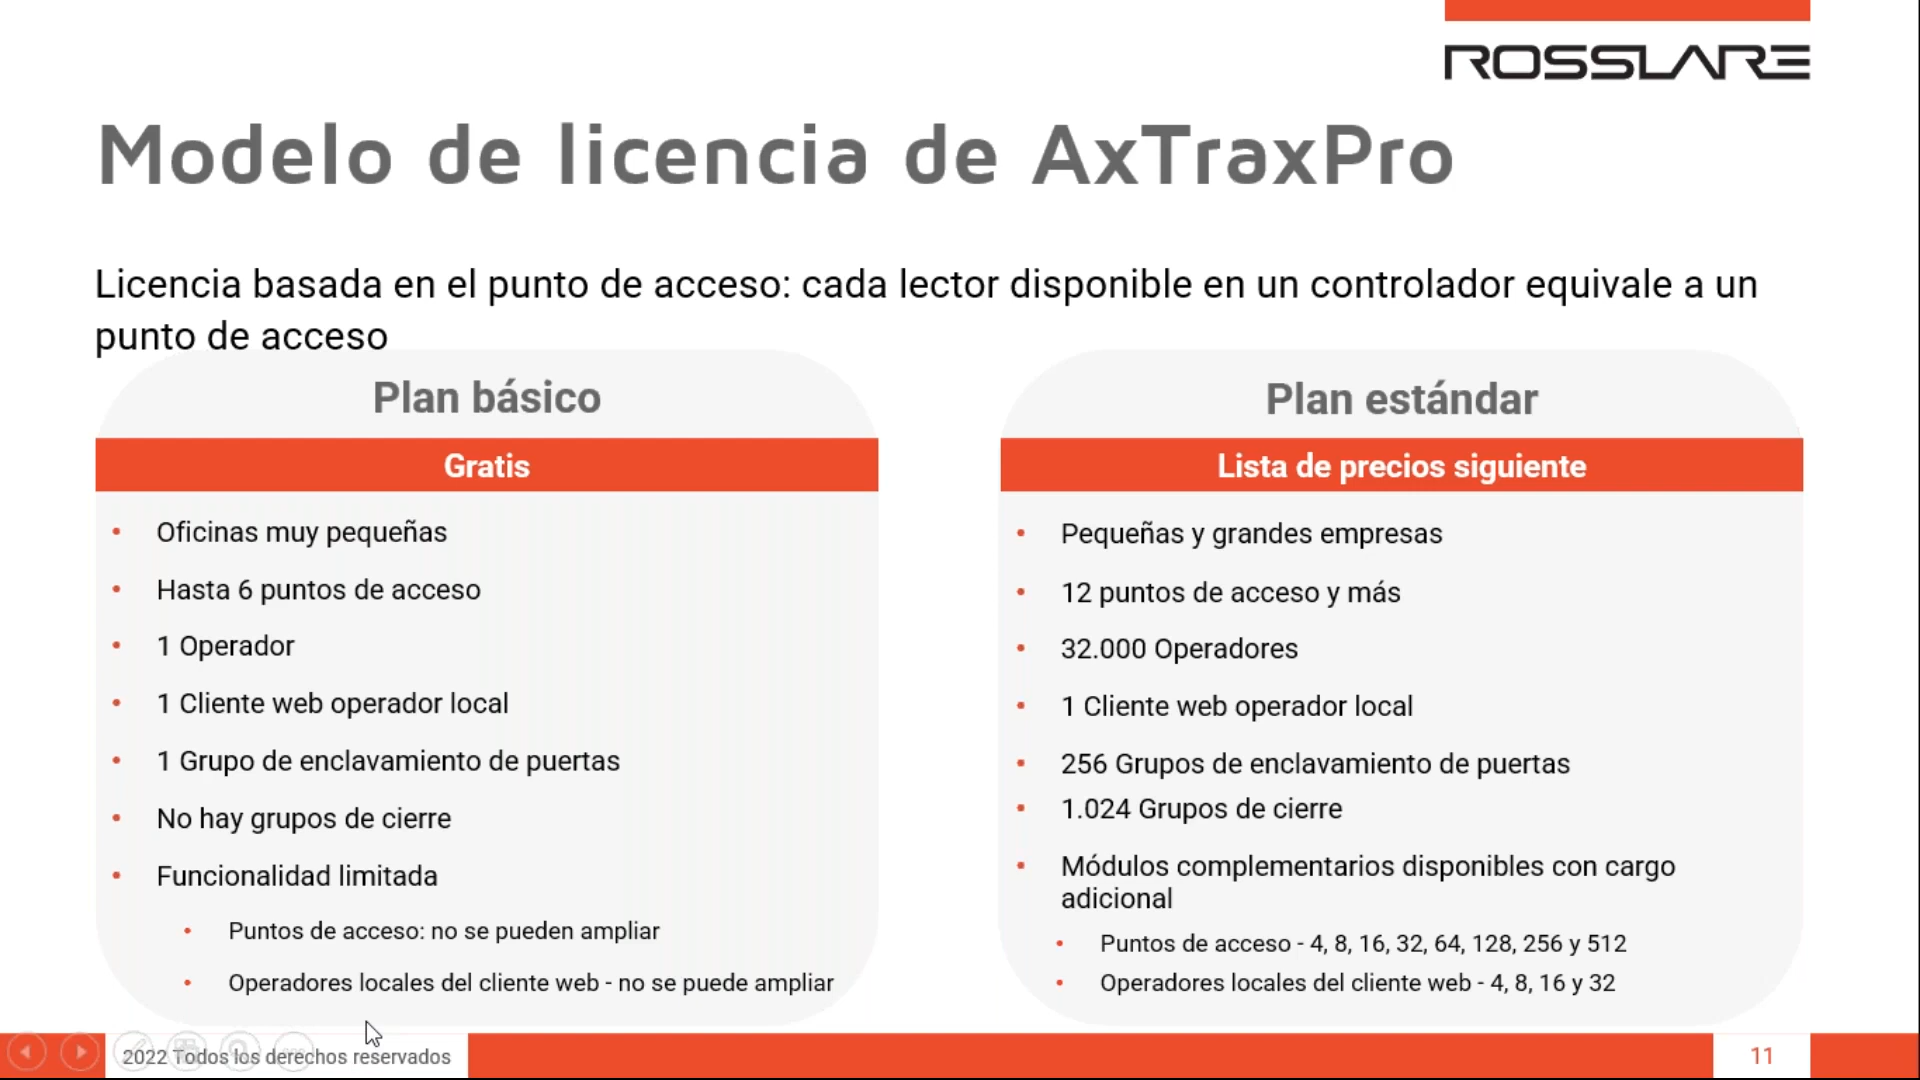 ROSSLARE
Modelo de licencia de AxTraxPro
Licencia basada en el punto de acceso: cada lector disponible en un controlador equivale a un
punto de acceso
Plan básico
Gratis
• Oficinas muy pequeñas
• Hasta 6 puntos de acceso
• 1 Operador
• 1 Cliente web operador local
• 1 Grupo de enclavamiento de puertas
• No hay grupos de cierre
• Funcionalidad limitada
• Puntos de acceso: no se pueden ampliar
• Operadores locales del cliente web - no se puede ampliar
Plan estándar
Lista de precios siguiente
• Pequeñas y grandes empresas
• 12 puntos de acceso y más
• 32.000 Operadores
• 1 Cliente web operador local
• 256 Grupos de enclavamiento de puertas
• 1.024 Grupos de cierre
• Módulos complementarios disponibles con cargo
adicional
• Puntos de acceso - 4, 8, 16, 32, 64, 128, 256 y 512
• Operadores locales del cliente web - 4, 8, 16 y 32
2022 Todos los derechos reservados
11